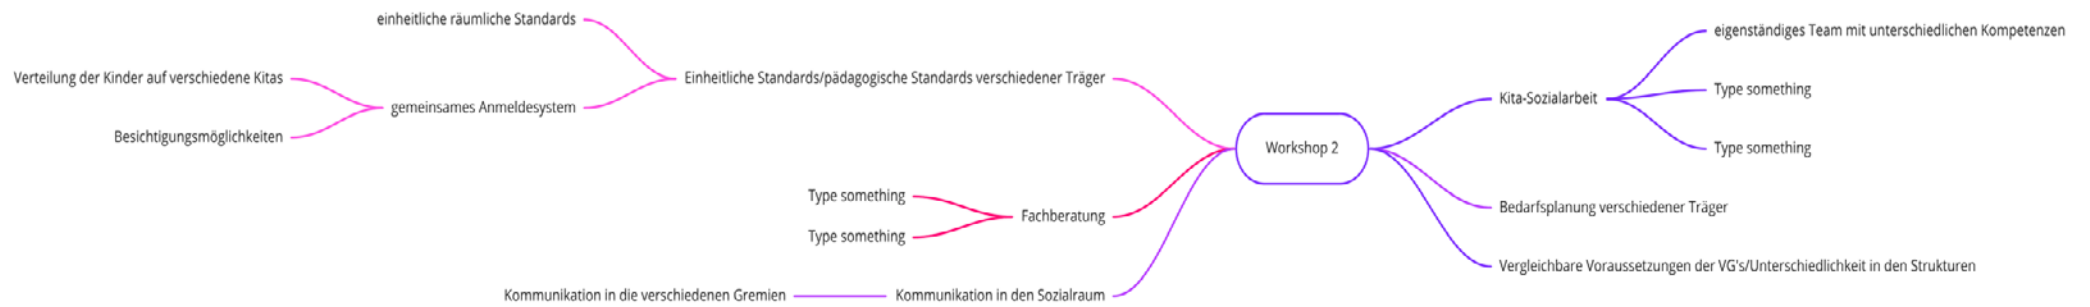 einheitliche räumliche Standards
Verteilung der Kinder auf verschiedene Kitas
Einheitliche Standards/pädagogische Standards verschiedener Träger
gemeinsames Anmeldesystem
Besichtigungsmöglichkeiten
Type something
Fachberatung
Type something
Kommunikation in die verschiedenen Gremien
Kommunikation in den Sozialraum
Workshop 2
eigenständiges Team mit unterschiedlichen Kompetenzen
Type something
Kita-Sozialarbeit
Type something
Bedarfsplanung verschiedener Träger
Vergleichbare Voraussetzungen der VG's/Unterschiedlichkeit in den Strukturen